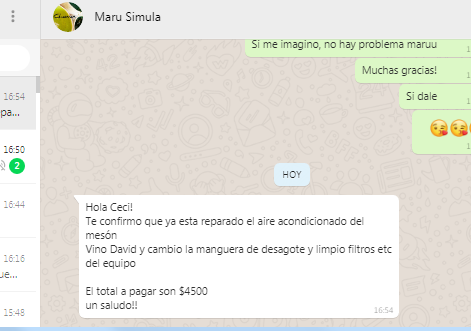 Maru Simula
Si me imagino, no hay problema maruu
Muchas gracias!
Si dale
HOY
Hola Ceci!
Te confirmo que ya esta reparado el aire acondicionado del
mesón
Vino David y cambio la manguera de desagote y limpio filtros etc
del equipo
El total a pagar son $4500
un saludo!!
16:54
16:54
pa...
16:50
2
16:44
16:16
ue...
15:48